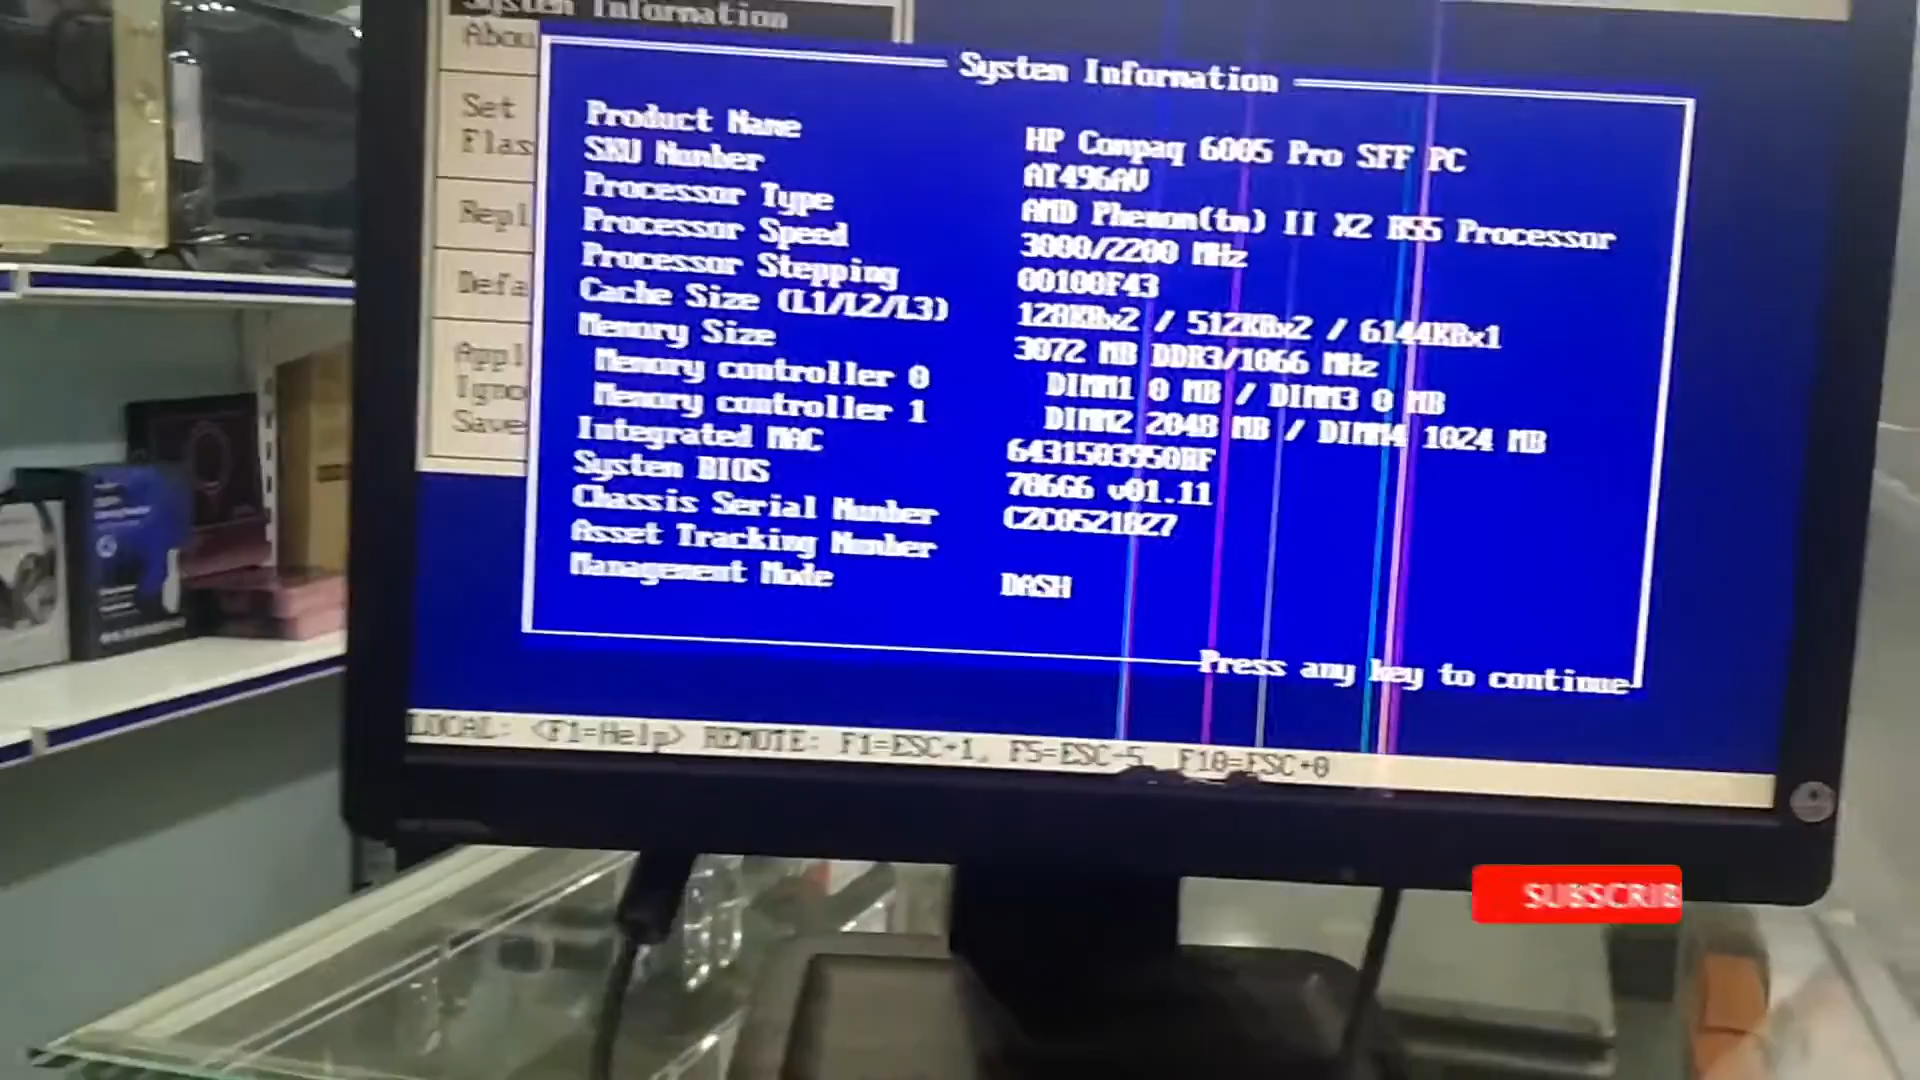 System Information
Abou
Set
Flas
Repl
Defa
Appl
Igno
Save
System Information
Product Name HP Compaq 6005 Pro SFF PC
SKU Number AT496AV
Processor Type AMD Phenom(tm) II X2 B55 Processor
Processor Speed 3000/2200 MHz
Processor Stepping 00100F43
Cache Size (L1/L2/L3) 128KBx2 / 512KBx2 / 6144KBx1
Memory Size 3072 MB DDR3/1066 MHz
Memory controller 0 DIMM1 0 MB / DIMM3 0 MB
Memory controller 1 DIMM2 2048 MB / DIMM4 1024 MB
Integrated MAC
System BIOS 786G6 v01.11
Chassis Serial Number
Asset Tracking Number
Management Mode DASH
Press any key to continue
LOCAL: <F1=Help> REMOTE: F1=ESC+1, F5=ESC+5, F10=ESC+0
SUBSCRIB